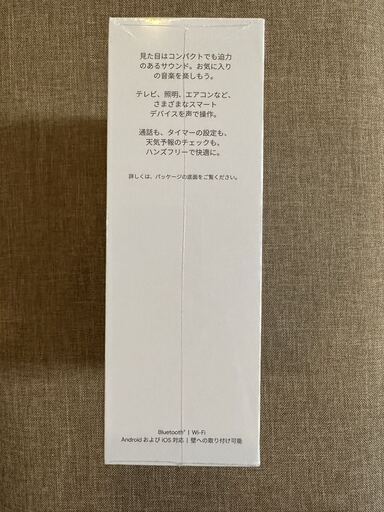 見た目はコンパクトでも迫力
のあるサウンド。お気に入り
の音楽を楽しもう。
テレビ、照明、エアコンなど、
さまざまなスマート
デバイスを声で操作。
通話も、タイマーの設定も、
天気予報のチェックも、
ハンズフリーで快適に。
詳しくは、パッケージの底面をご覧ください。
Bluetooth® | Wi-Fi
Android および iOS 対応 | 壁への取り付け可能